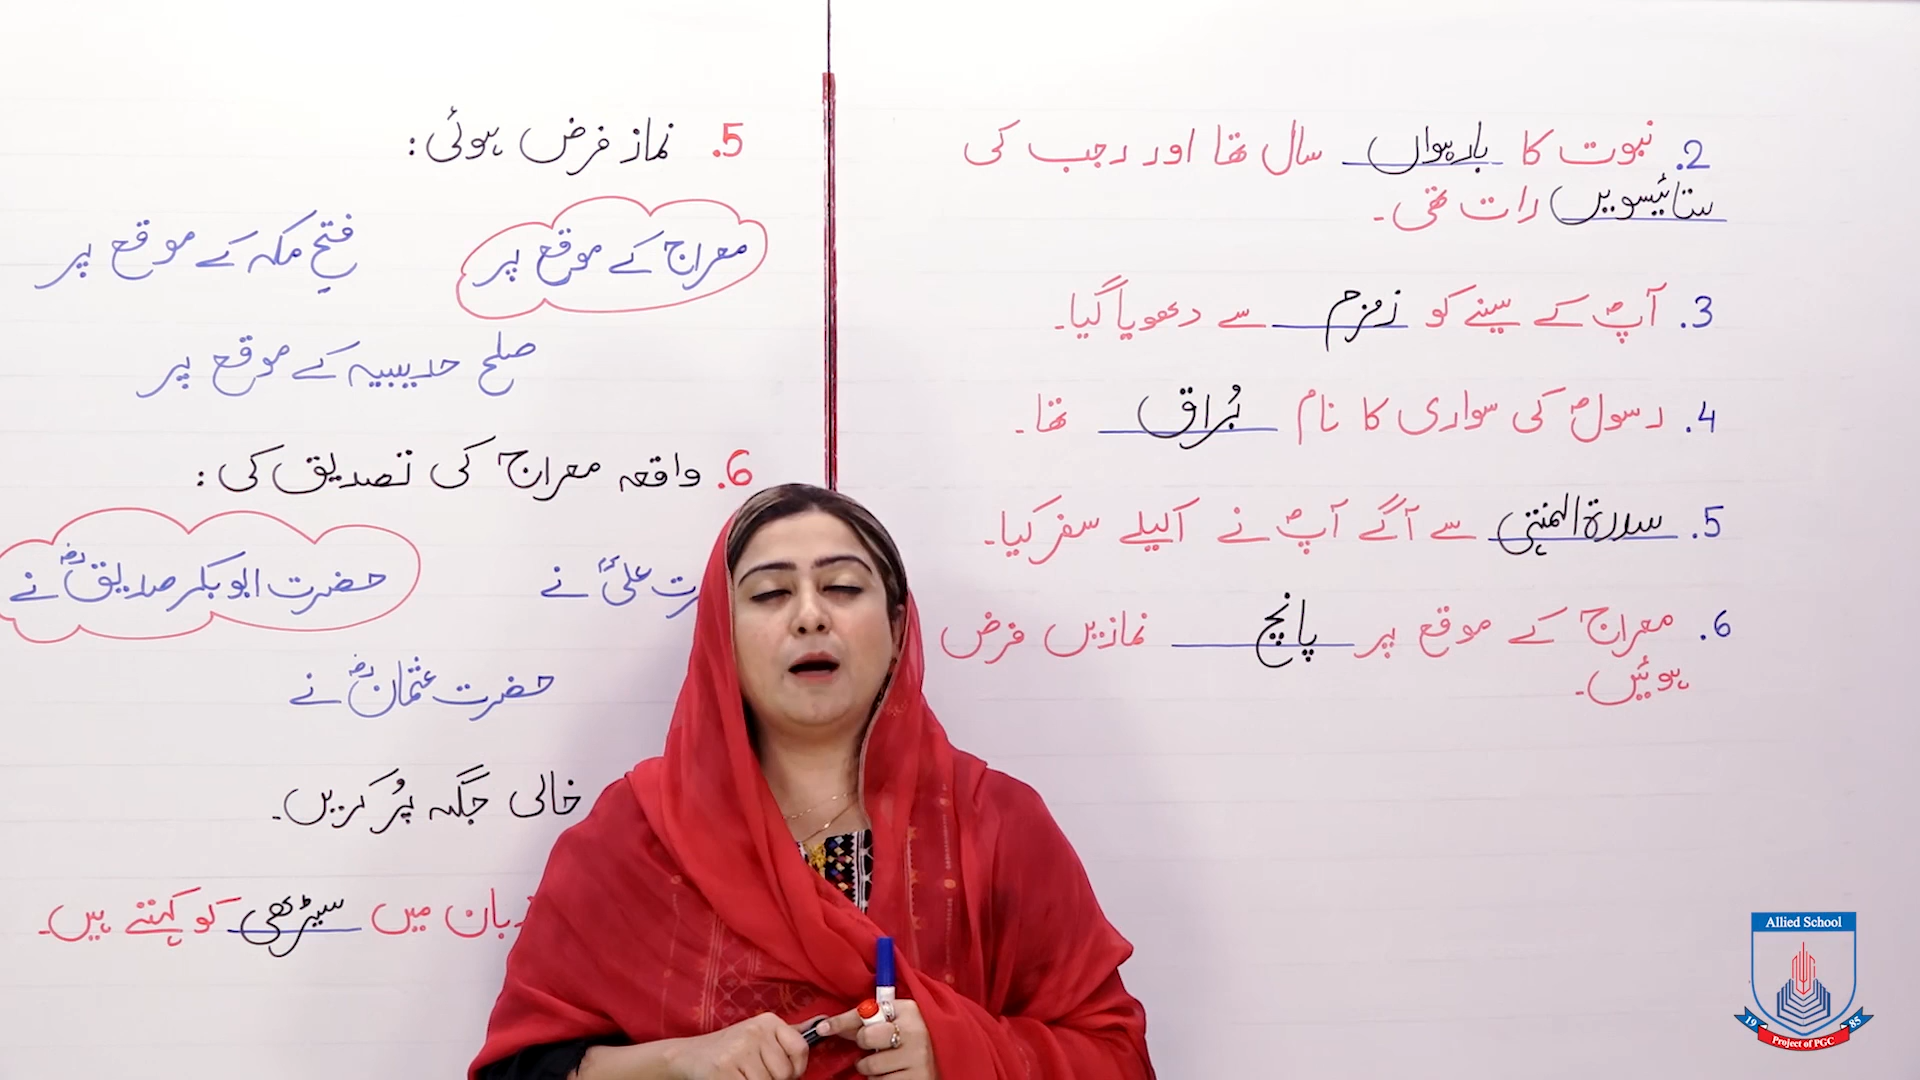 5. نماز فرض ہوئی:
معراج کے موقع پر فتحِ مکہ کے موقع پر
صلح حدیبیہ کے موقع پر
6. واقعہ معراج کی تصدیق کی:
علیؓ نے حضرت ابوبکر صدیقؓ نے
حضرت عثمانؓ نے
خالی جگہ پُر کریں۔
زبان میں سیڑھی کو کہتے ہیں۔
2. نبوت کا بارہواں سال تھا اور رجب کی
ستائیسویں رات تھی۔
3. آپؐ کے سینے کو زمزم سے دھویا گیا۔
4. رسولؐ کی سواری کا نام بُراق تھا۔
5. سدرۃ المنتہی سے آگے آپؐ نے اکیلے سفر کیا۔
6. معراج کے موقع پر پانچ نمازیں فرض
ہوئیں۔
Allied School
1985
Project of PGC